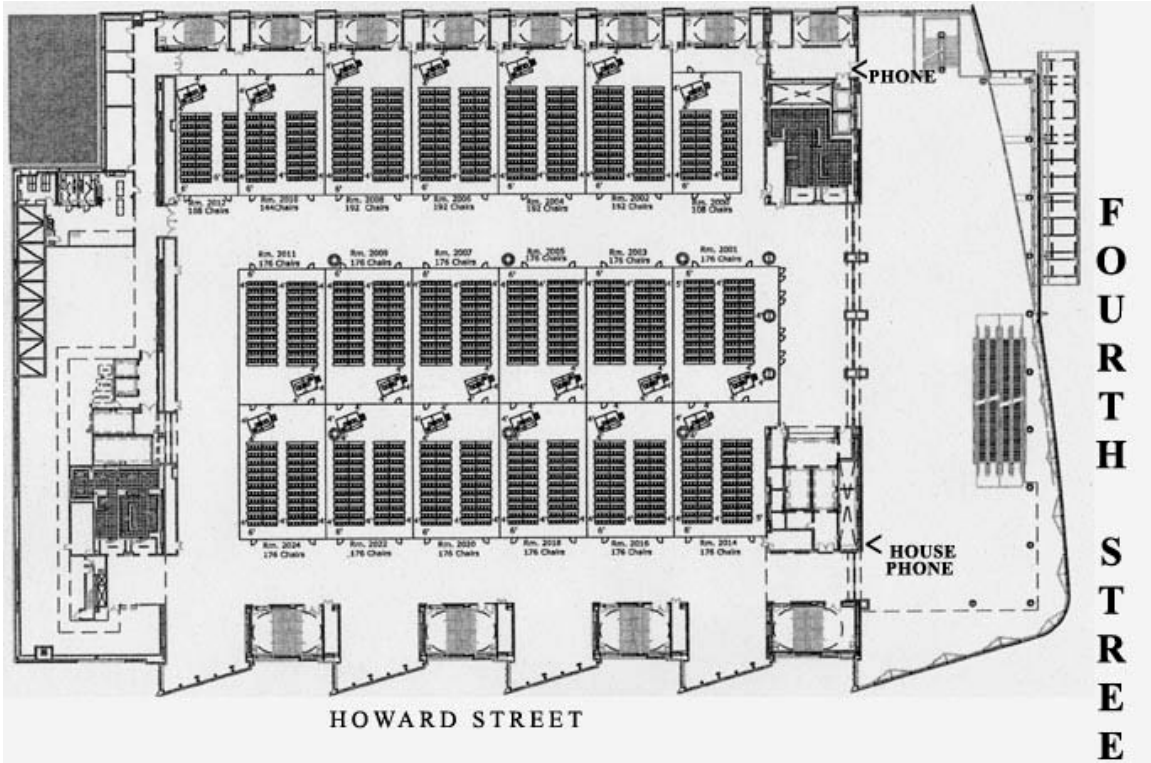 PHONE
Rm. 2012
108 Chairs
Rm. 2010
144Chairs
Rm. 2008
192 Chairs
Rm. 2006
192 Chairs
Rm. 2004
192 Chairs
Rm. 2002
192 Chairs
Rm. 2000
108 Chairs
Rm. 2011
176 Chairs
Rm. 2009
176 Chairs
Rm. 2007
176 Chairs
Rm. 2005
176 Chairs
Rm. 2003
176 Chairs
Rm. 2001
176 Chairs
Rm. 2024
176 Chairs
Rm. 2022
176 Chairs
Rm. 2020
176 Chairs
Rm. 2018
176 Chairs
Rm. 2016
176 Chairs
Rm. 2014
176 Chairs
HOUSE
PHONE
HOWARD STREET
FOURTH STREE